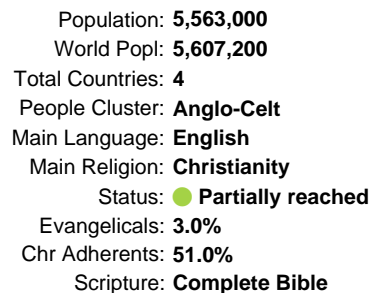 Population: 5,563,000
World Popl: 5,607,200
Total Countries: 4
People Cluster: Anglo-Celt
Main Language: English
Main Religion: Christianity
Status: Partially reached
Evangelicals: 3.0%
Chr Adherents: 51.0%
Scripture: Complete Bible